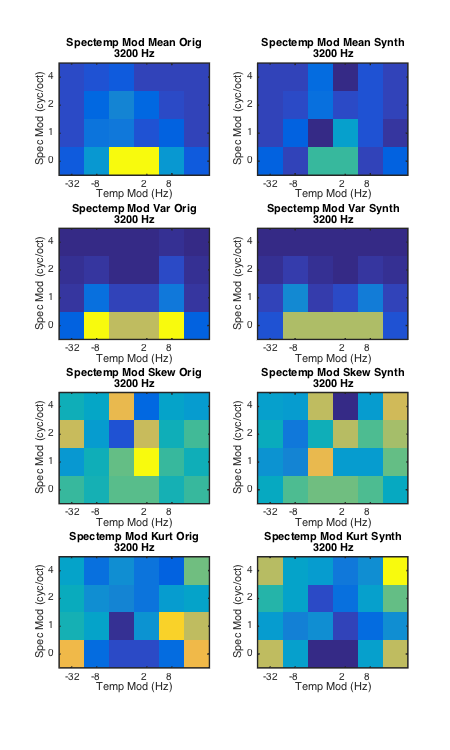 Spectemp Mod Mean Orig
3200 Hz
Spec Mod (cyc/oct)
4
2
1
0
-32 -8 2 8
Temp Mod (Hz)
Spectemp Mod Mean Synth
3200 Hz
Spec Mod (cyc/oct)
4
2
1
0
-32 -8 2 8
Temp Mod (Hz)
Spectemp Mod Var Orig
3200 Hz
Spec Mod (cyc/oct)
4
2
1
0
-32 -8 2 8
Temp Mod (Hz)
Spectemp Mod Var Synth
3200 Hz
Spec Mod (cyc/oct)
4
2
1
0
-32 -8 2 8
Temp Mod (Hz)
Spectemp Mod Skew Orig
3200 Hz
Spec Mod (cyc/oct)
4
2
1
0
-32 -8 2 8
Temp Mod (Hz)
Spectemp Mod Skew Synth
3200 Hz
Spec Mod (cyc/oct)
4
2
1
0
-32 -8 2 8
Temp Mod (Hz)
Spectemp Mod Kurt Orig
3200 Hz
Spec Mod (cyc/oct)
4
2
1
0
-32 -8 2 8
Temp Mod (Hz)
Spectemp Mod Kurt Synth
3200 Hz
Spec Mod (cyc/oct)
4
2
1
0
-32 -8 2 8
Temp Mod (Hz)